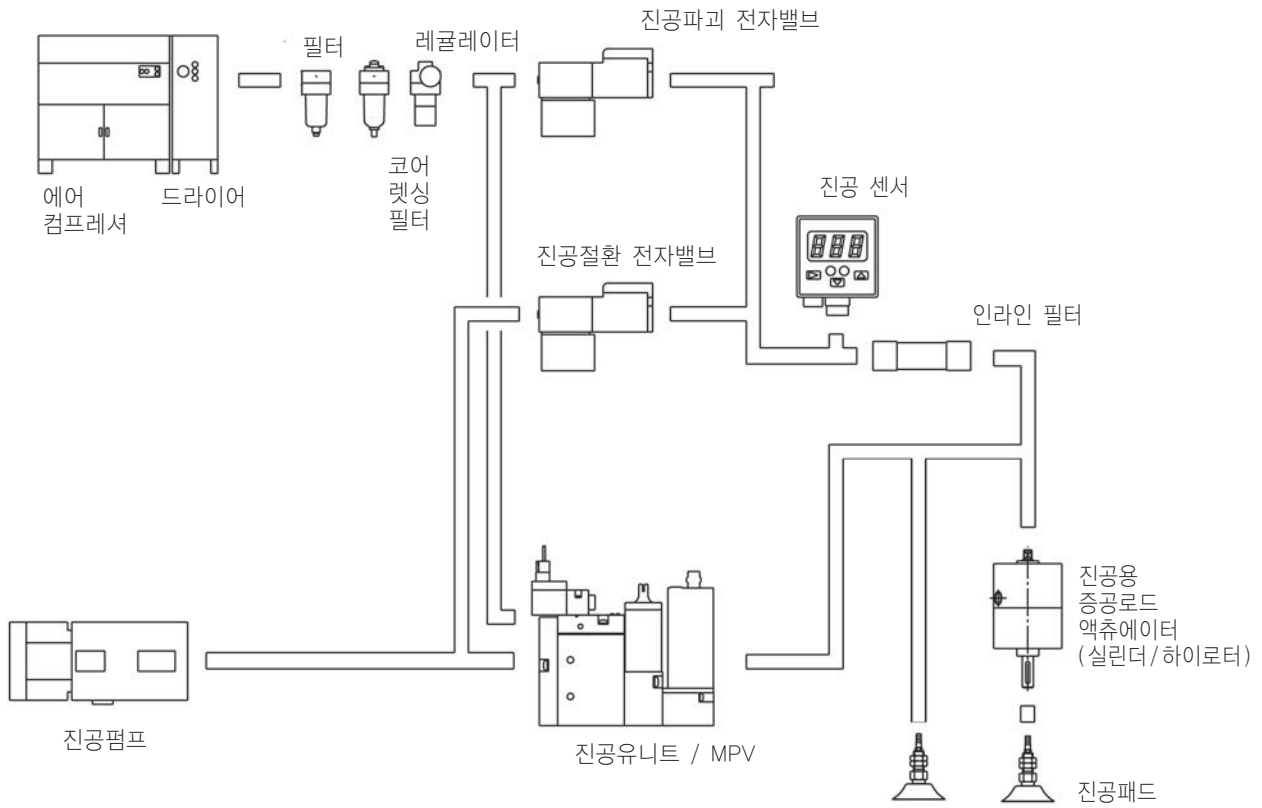 진공파괴 전자밸브
필터
레귤레이터
에어
컴프레셔
드라이어
코어
렛싱
필터
진공 센서
888
진공절환 전자밸브
인라인 필터
진공용
증공로드
액츄에이터
(실린더/하이로터)
진공펌프
진공유니트 / MPV
진공패드